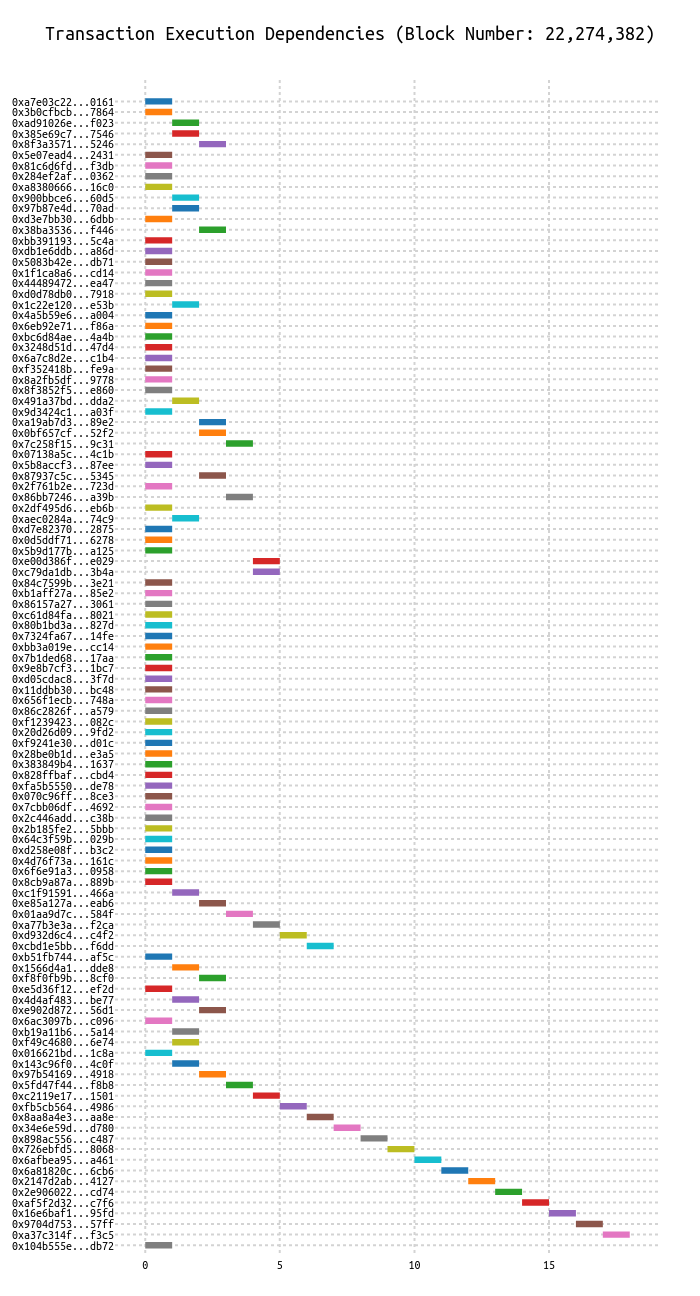 Transaction Execution Dependencies (Block Number: 22,274,382)
0xa7e03c22...0161
0x3b0cfbcb...7864
0xad91026e...f023
0x385e69c7...7546
0x8f3a3571...5246
0x5e07ead4...2431
0x81c6d6fd...f3db
0x284ef2af...0362
0xa8380666...16c0
0x900bbce6...60d5
0x97b87e4d...70ad
0xd3e7bb30...6dbb
0x38ba3536...f446
0xbb391193...5c4a
0xdb1e6ddb...a86d
0x5083b42e...db71
0x1f1ca8a6...cd14
0x44489472...ea47
0xd0d78db0...7918
0x1c22e120...e53b
0x4a5b59e6...a004
0x6eb92e71...f86a
0xbc6d84ae...4a4b
0x3248d51d...47d4
0x6a7c8d2e...c1b4
0xf352418b...fe9a
0x8a2fb5df...9778
0x8f3852f5...e860
0x491a37bd...dda2
0x9d3424c1...a03f
0xa19ab7d3...89e2
0x0bf657cf...52f2
0x7c258f15...9c31
0x07138a5c...4c1b
0x5b8accf3...87ee
0x87937c5c...5345
0x2f761b2e...723d
0x86bb7246...a39b
0x2df495d6...eb6b
0xaec0284a...74c9
0xd7e82370...2875
0x0d5ddf71...6278
0x5b9d177b...a125
0xe00d386f...e029
0xc79da1db...3b4a
0x84c7599b...3e21
0xb1aff27a...85e2
0x86157a27...3061
0xc61d84fa...8021
0x80b1bd3a...827d
0x7324fa67...14fe
0xbb3a019e...cc14
0x7b1ded68...17aa
0x9e8b7cf3...1bc7
0xd05cdac8...3f7d
0x11ddbb30...bc48
0x656f1ecb...748a
0x86c2826f...a579
0xf1239423...082c
0x20d26d09...9fd2
0xf9241e30...d01c
0x28be0b1d...e3a5
0x383849b4...1637
0x828ffbaf...cbd4
0xfa5b5550...de78
0x070c96ff...8ce3
0x7cbb06df...4692
0x2c446add...c38b
0x2b185fe2...5bbb
0x64c3f59b...029b
0xd258e08f...b3c2
0x4d76f73a...161c
0x6f6e91a3...0958
0x8cb9a87a...889b
0xc1f91591...466a
0xe85a127a...eab6
0x01aa9d7c...584f
0xa77b3e3a...f2ca
0xd932d6c4...c4f2
0xcbd1e5bb...f6dd
0xb51fb744...af5c
0x1566d4a1...dde8
0xf8f0fb9b...8cf0
0xe5d36f12...ef2d
0x4d4af483...be77
0xe902d872...56d1
0x6ac3097b...c096
0xb19a11b6...5a14
0xf49c4680...6e74
0x016621bd...1c8a
0x143c96f0...4c0f
0x97b54169...4918
0x5fd47f44...f8b8
0xc2119e17...1501
0xfb5cb564...4986
0x8aa8a4e3...aa8e
0x34e6e59d...d780
0x898ac556...c487
0x726ebfd5...8068
0x6afbea95...a461
0x6a81820c...6cb6
0x2147d2ab...4127
0x2e906022...cd74
0xaf5f2d32...c7f6
0x16e6baf1...95fd
0x9704d753...57ff
0xa37c314f...f3c5
0x104b555e...db72
0 5 10 15